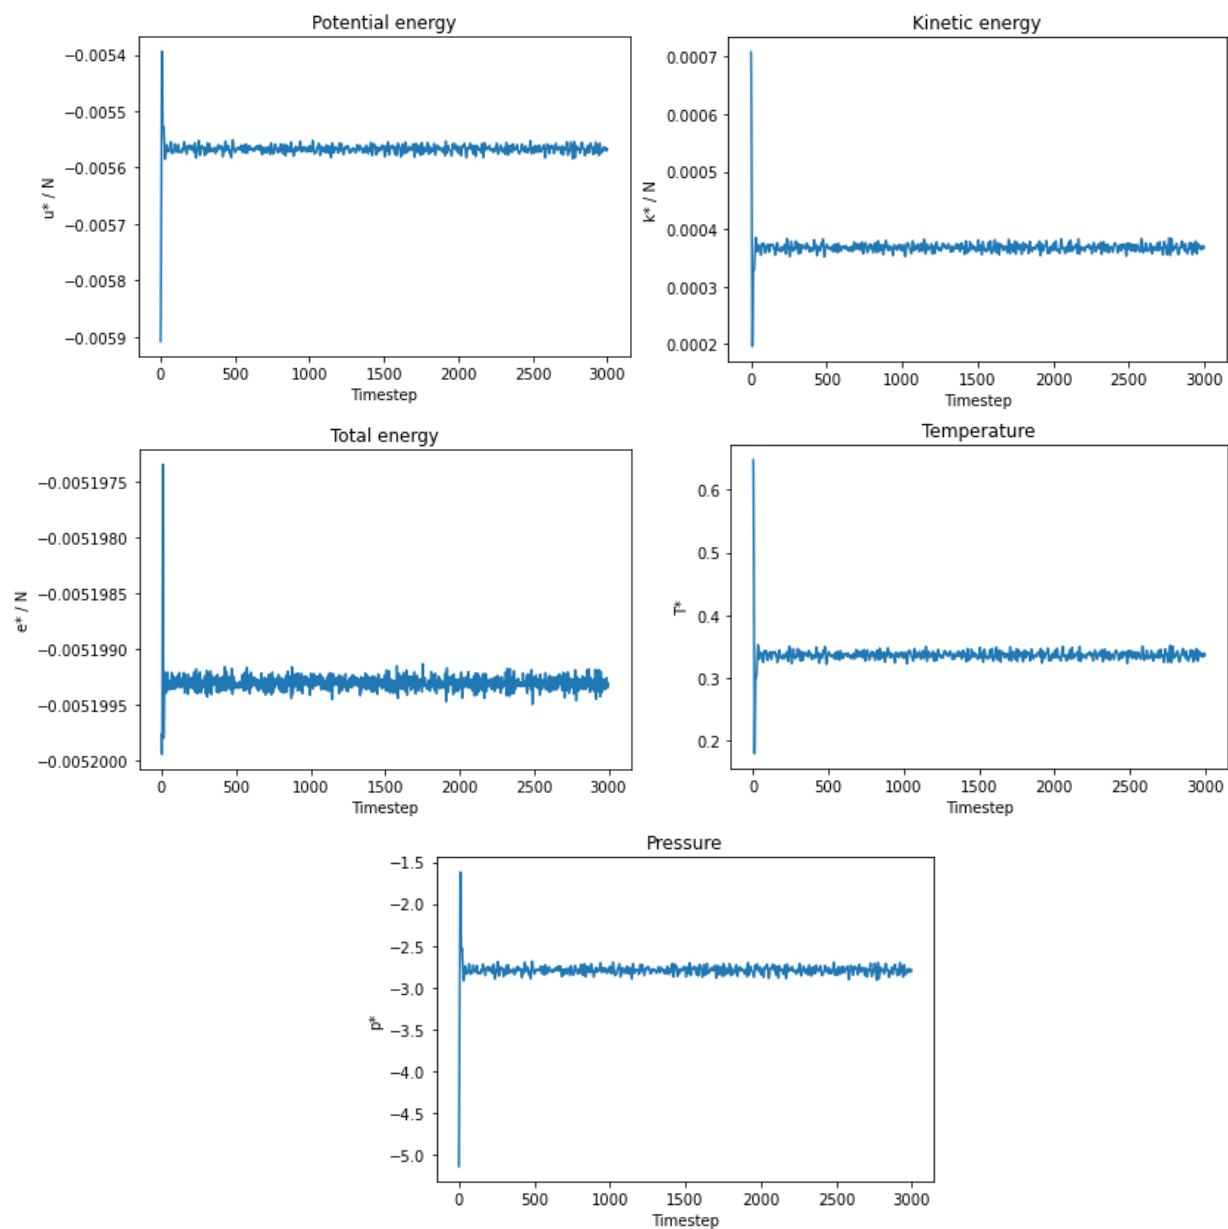 Potential energy
−0.0054
−0.0055
−0.0056
−0.0057
−0.0058
−0.0059
u* / N
0 500 1000 1500 2000 2500 3000
Timestep
Kinetic energy
0.0007
0.0006
0.0005
0.0004
0.0003
0.0002
k* / N
0 500 1000 1500 2000 2500 3000
Timestep
Total energy
−0.0051975
−0.0051980
−0.0051985
−0.0051990
−0.0051995
−0.0052000
e* / N
0 500 1000 1500 2000 2500 3000
Timestep
Temperature
0.6
0.5
0.4
0.3
0.2
T*
0 500 1000 1500 2000 2500 3000
Timestep
Pressure
−1.5
−2.0
−2.5
−3.0
−3.5
−4.0
−4.5
−5.0
p*
0 500 1000 1500 2000 2500 3000
Timestep